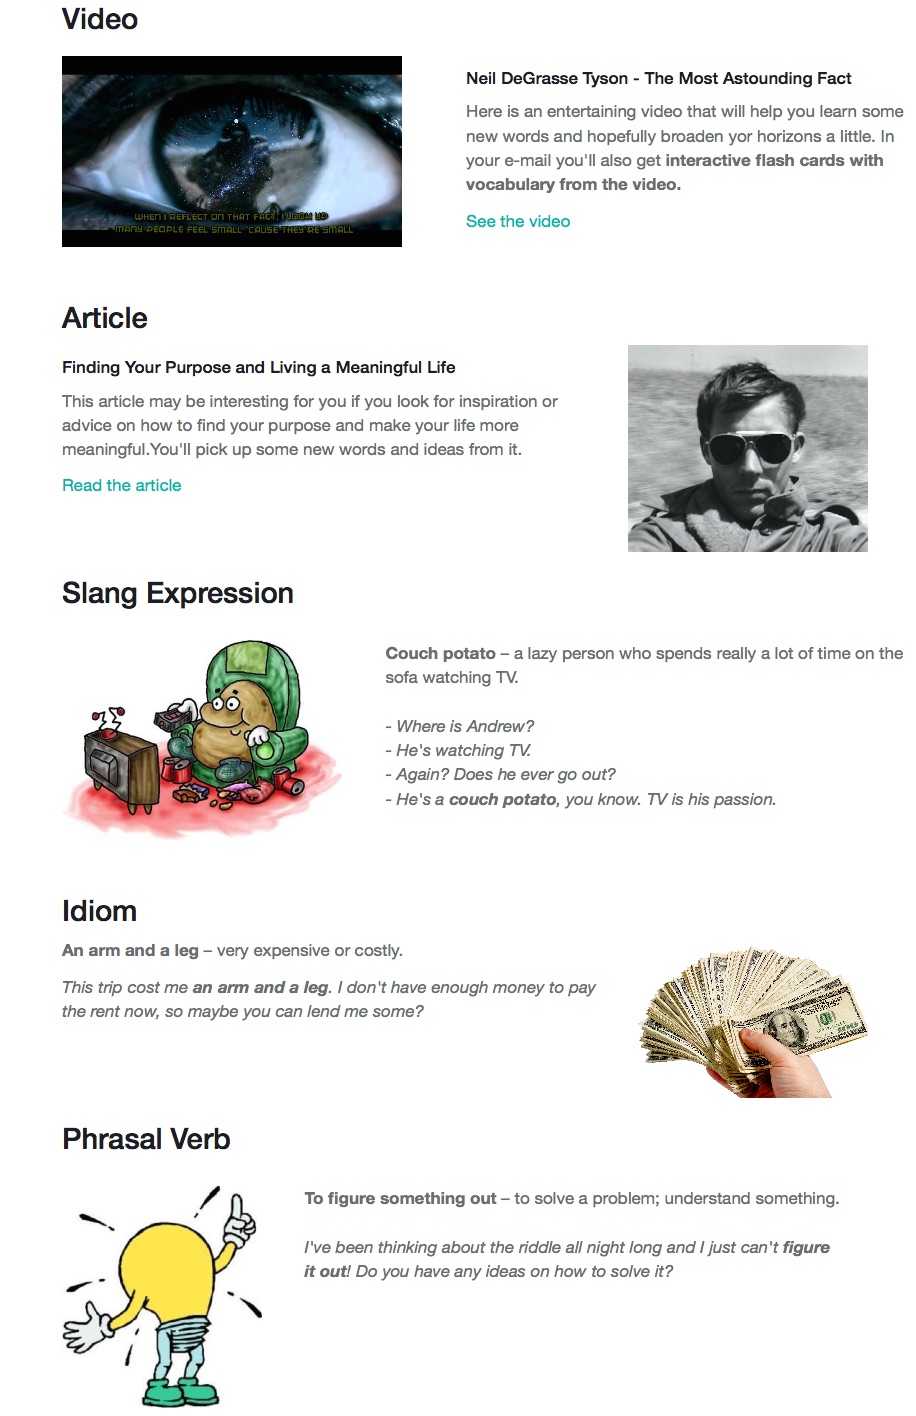 Video
WHEN I REFLECT ON THAT FACT, I LOOK UP
MANY PEOPLE FEEL SMALL 'CAUSE THEY'RE SMALL
Neil DeGrasse Tyson - The Most Astounding Fact
Here is an entertaining video that will help you learn some
new words and hopefully broaden yor horizons a little. In
your e-mail you'll also get interactive flash cards with
vocabulary from the video.
See the video
Article
Finding Your Purpose and Living a Meaningful Life
This article may be interesting for you if you look for inspiration or
advice on how to find your purpose and make your life more
meaningful.You'll pick up some new words and ideas from it.
Read the article
Slang Expression
Couch potato – a lazy person who spends really a lot of time on the
sofa watching TV.
- Where is Andrew?
- He's watching TV.
- Again? Does he ever go out?
- He's a couch potato, you know. TV is his passion.
Idiom
An arm and a leg – very expensive or costly.
This trip cost me an arm and a leg. I don't have enough money to pay
the rent now, so maybe you can lend me some?
Phrasal Verb
To figure something out – to solve a problem; understand something.
I've been thinking about the riddle all night long and I just can't figure
it out! Do you have any ideas on how to solve it?